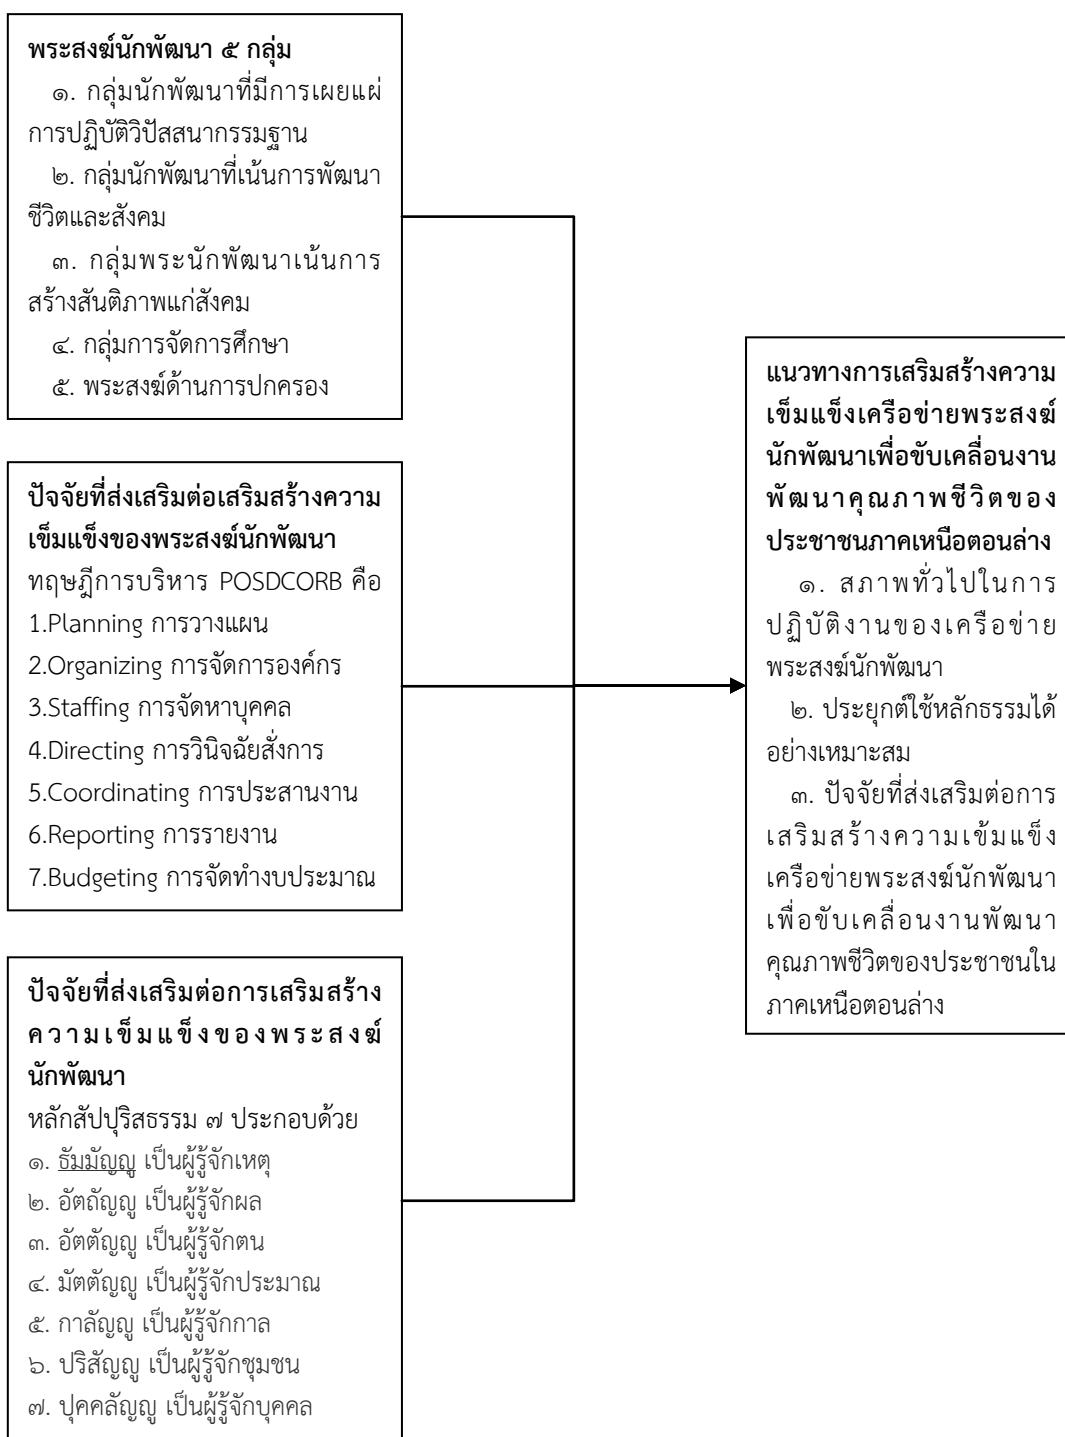 พระสงฆ์นักพัฒนา ๕ กลุ่ม
๑. กลุ่มนักพัฒนาที่มีการเผยแผ่
การปฏิบัติวิปัสสนากรรมฐาน
๒. กลุ่มนักพัฒนาที่เน้นการพัฒนา
ชีวิตและสังคม
๓. กลุ่มพระนักพัฒนาเน้นการ
สร้างสันติภาพแก่สังคม
๔. กลุ่มการจัดการศึกษา
๕. พระสงฆ์ด้านการปกครอง
ปัจจัยที่ส่งเสริมต่อเสริมสร้างความ
เข็มแข็งของพระสงฆ์นักพัฒนา
ทฤษฎีการบริหาร POSDCORB คือ
1.Planning การวางแผน
2.Organizing การจัดการองค์กร
3.Staffing การจัดหาบุคคล
4.Directing การวินิจฉัยสั่งการ
5.Coordinating การประสานงาน
6.Reporting การรายงาน
7.Budgeting การจัดทำงบประมาณ
ปัจจัยที่ส่งเสริมต่อการเสริมสร้าง
ความเข็มแข็งของพระสงฆ์
นักพัฒนา
หลักสัปปุริสธรรม ๗ ประกอบด้วย
๑. ธัมมัญญู เป็นผู้รู้จักเหตุ
๒. อัตถัญญู เป็นผู้รู้จักผล
๓. อัตตัญญู เป็นผู้รู้จักตน
๔. มัตตัญญู เป็นผู้รู้จักประมาณ
๕. กาลัญญู เป็นผู้รู้จักกาล
๖. ปริสัญญู เป็นผู้รู้จักชุมชน
๗. ปุคคลัญญู เป็นผู้รู้จักบุคคล
แนวทางการเสริมสร้างความ
เข็มแข็งเครือข่ายพระสงฆ์
นักพัฒนาเพื่อขับเคลื่อนงาน
พัฒนาคุณภาพชีวิตของ
ประชาชนภาคเหนือตอนล่าง
๑. สภาพทั่วไปในการ
ปฏิบัติงานของเครือข่าย
พระสงฆ์นักพัฒนา
๒. ประยุกต์ใช้หลักธรรมได้
อย่างเหมาะสม
๓. ปัจจัยที่ส่งเสริมต่อการ
เสริมสร้างความเข้มแข็ง
เครือข่ายพระสงฆ์นักพัฒนา
เพื่อขับเคลื่อนงานพัฒนา
คุณภาพชีวิตของประชาชนใน
ภาคเหนือตอนล่าง